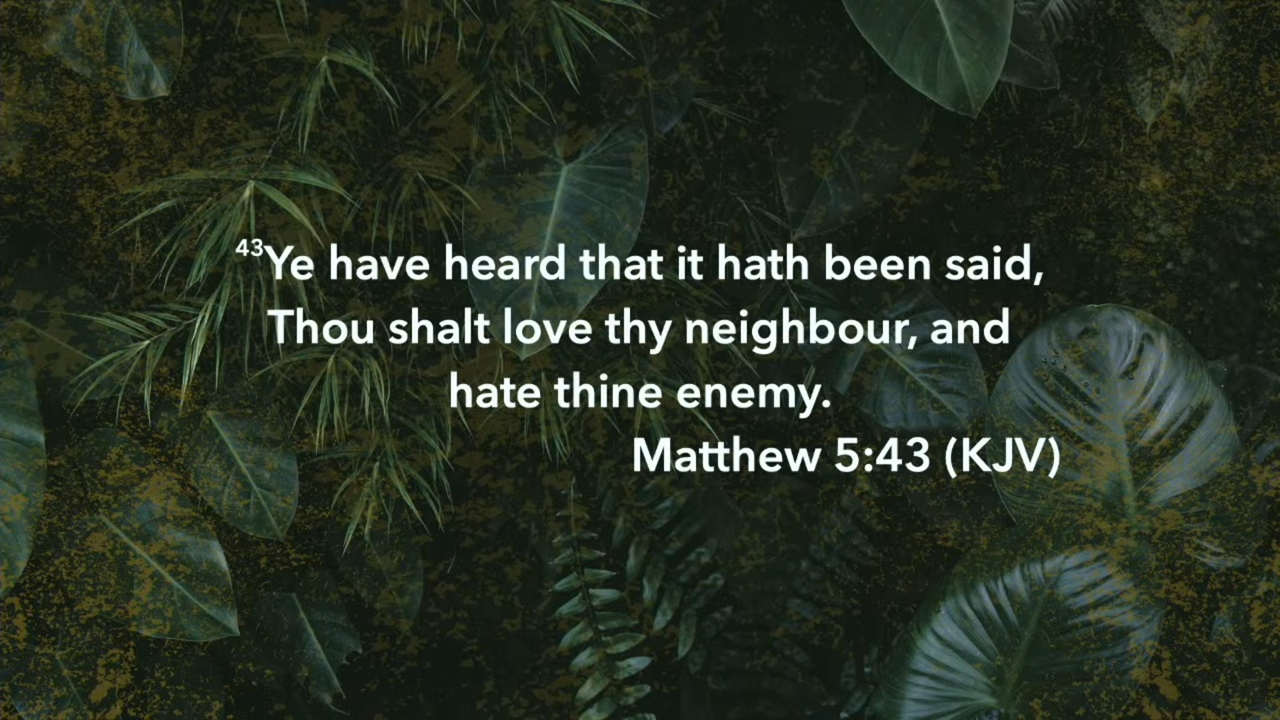 43Ye have heard that it hath been said,
Thou shalt love thy neighbour, and
hate thine enemy.
Matthew 5:43 (KJV)